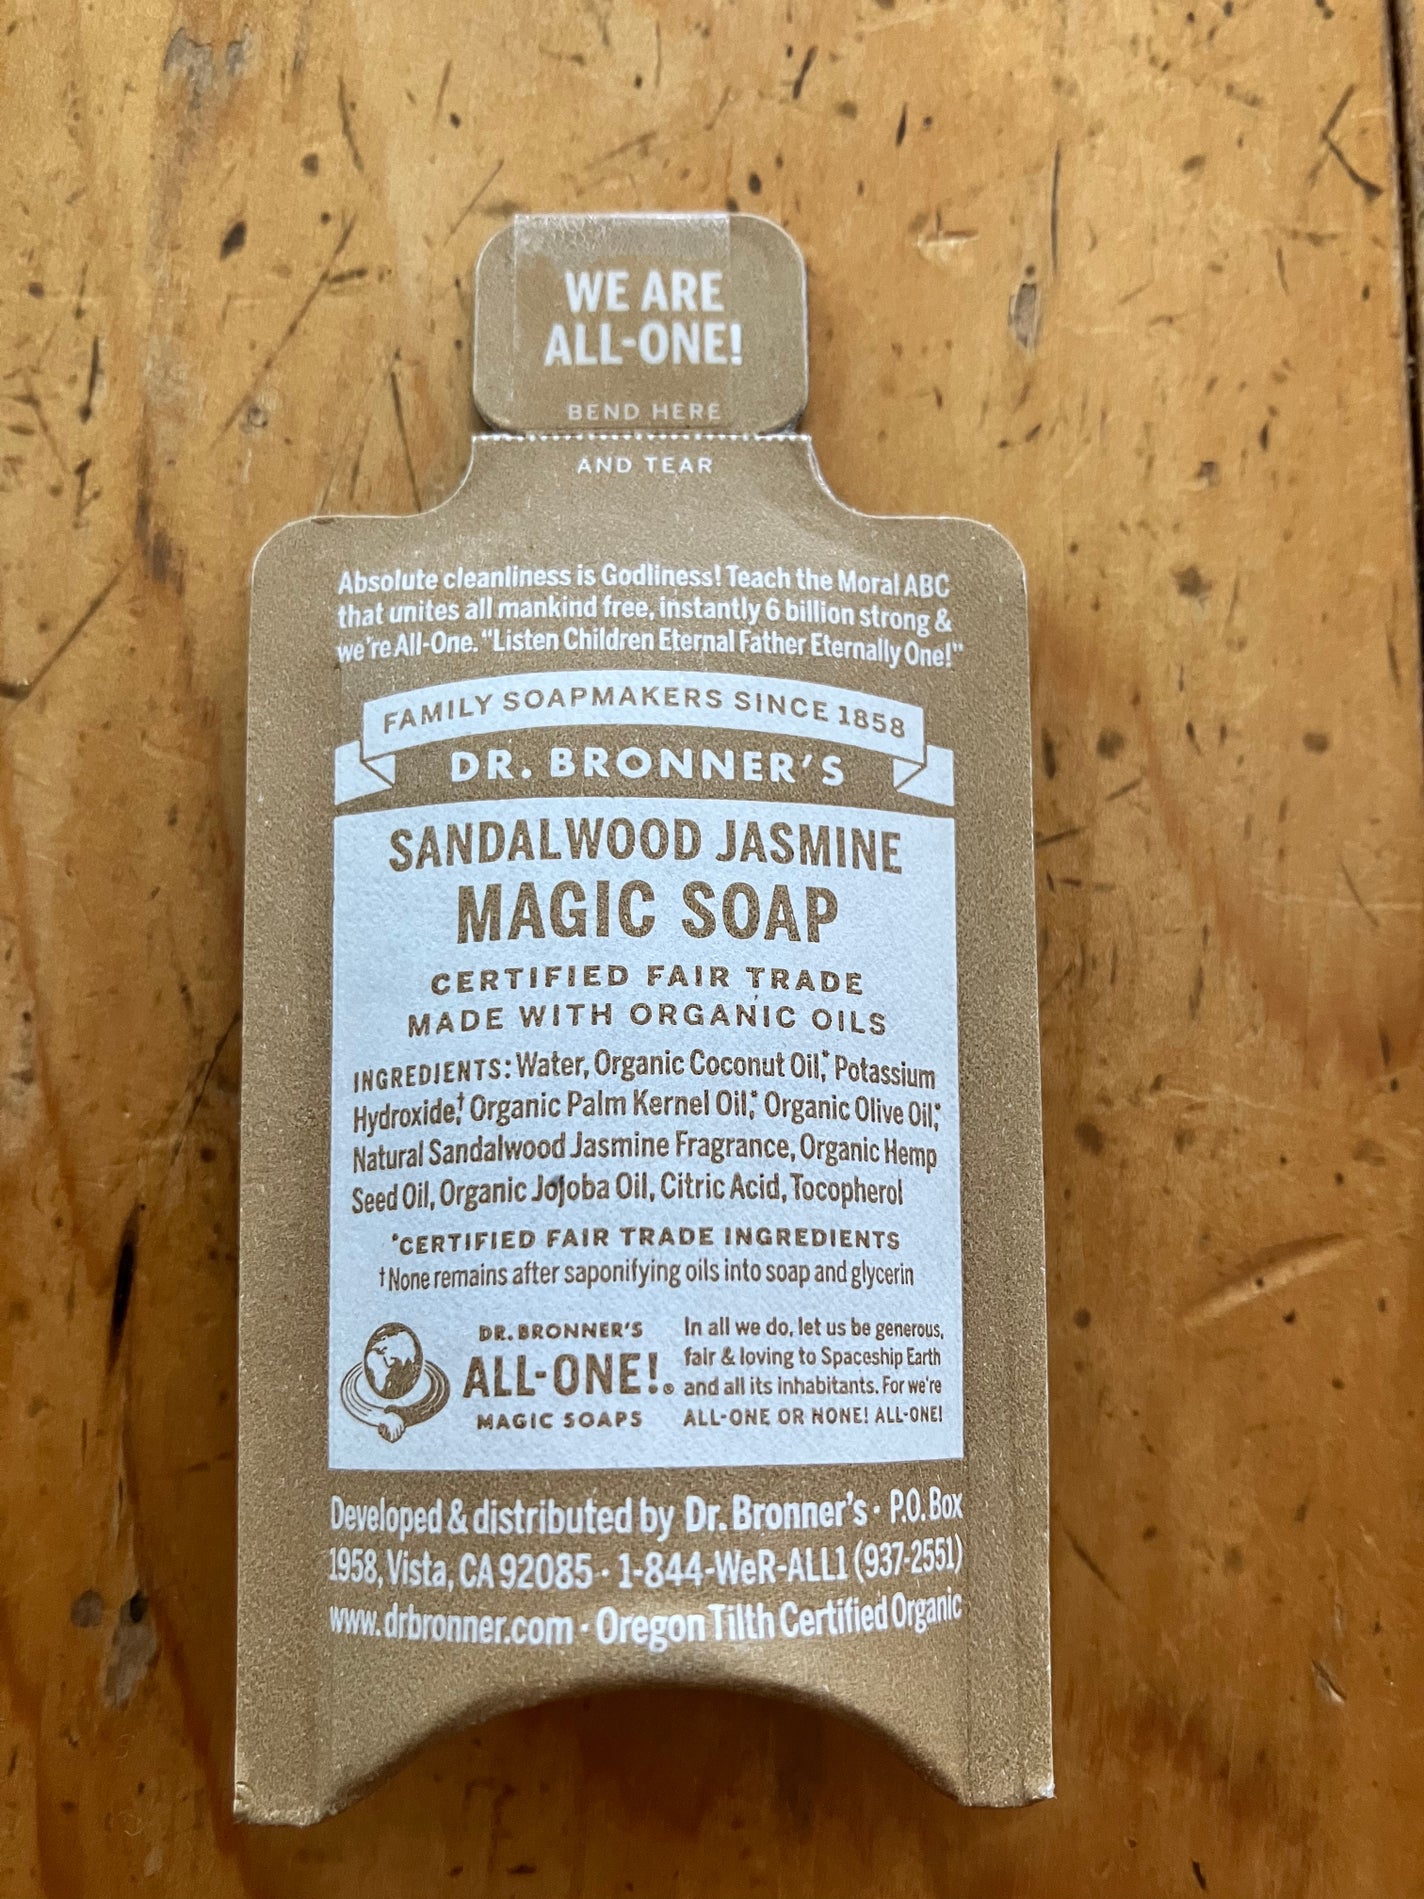 WE ARE
ALL-ONE!
BEND HERE
AND TEAR
Absolute cleanliness is Godliness! Teach the Moral ABC
that unites all mankind free, instantly 6 billion strong &
we're All-One. "Listen Children Eternal Father Eternally One!"
FAMILY SOAPMAKERS SINCE 1858
DR. BRONNER'S
SANDALWOOD JASMINE
MAGIC SOAP
CERTIFIED FAIR TRADE
MADE WITH ORGANIC OILS
INGREDIENTS: Water, Organic Coconut Oil,* Potassium
Hydroxide,† Organic Palm Kernel Oil,* Organic Olive Oil,*
Natural Sandalwood Jasmine Fragrance, Organic Hemp
Seed Oil, Organic Jojoba Oil, Citric Acid, Tocopherol
*CERTIFIED FAIR TRADE INGREDIENTS
†None remains after saponifying oils into soap and glycerin
DR. BRONNER'S
ALL-ONE!®
MAGIC SOAPS
In all we do, let us be generous,
fair & loving to Spaceship Earth
and all its inhabitants. For we're
ALL-ONE OR NONE! ALL-ONE!
Developed & distributed by Dr. Bronner's · P.O. Box
1958, Vista, CA 92085 · 1-844-WeR-ALL1 (937-2551)
www.drbronner.com · Oregon Tilth Certified Organic